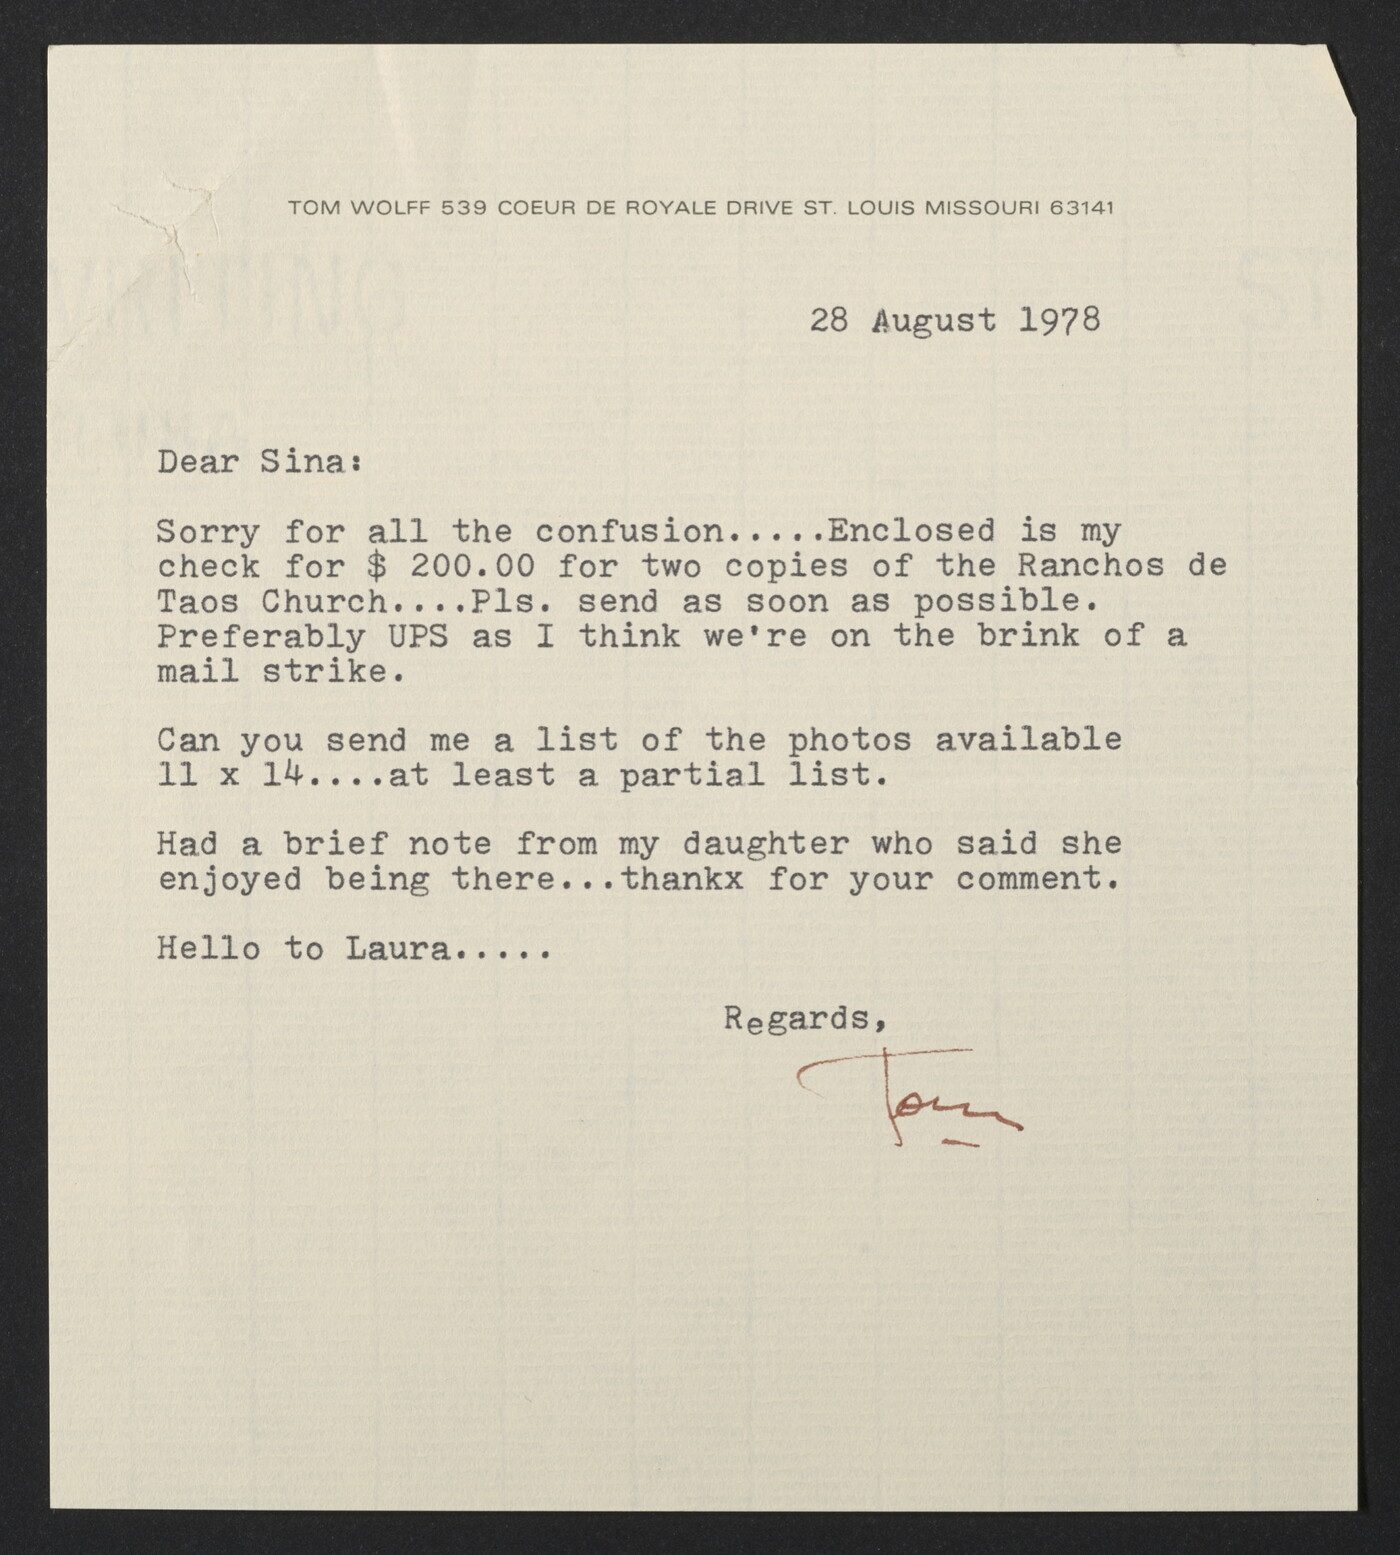 TOM WOLFF 539 COEUR DE ROYALE DRIVE ST. LOUIS MISSOURI 63141
28 August 1978
Dear Sina:
Sorry for all the confusion.....Enclosed is my
check for $ 200.00 for two copies of the Ranchos de
Taos Church....Pls. send as soon as possible.
Preferably UPS as I think we're on the brink of a
mail strike.
Can you send me a list of the photos available
11 x 14....at least a partial list.
Had a brief note from my daughter who said she
enjoyed being there...thankx for your comment.
Hello to Laura.....
Regards,
Tom